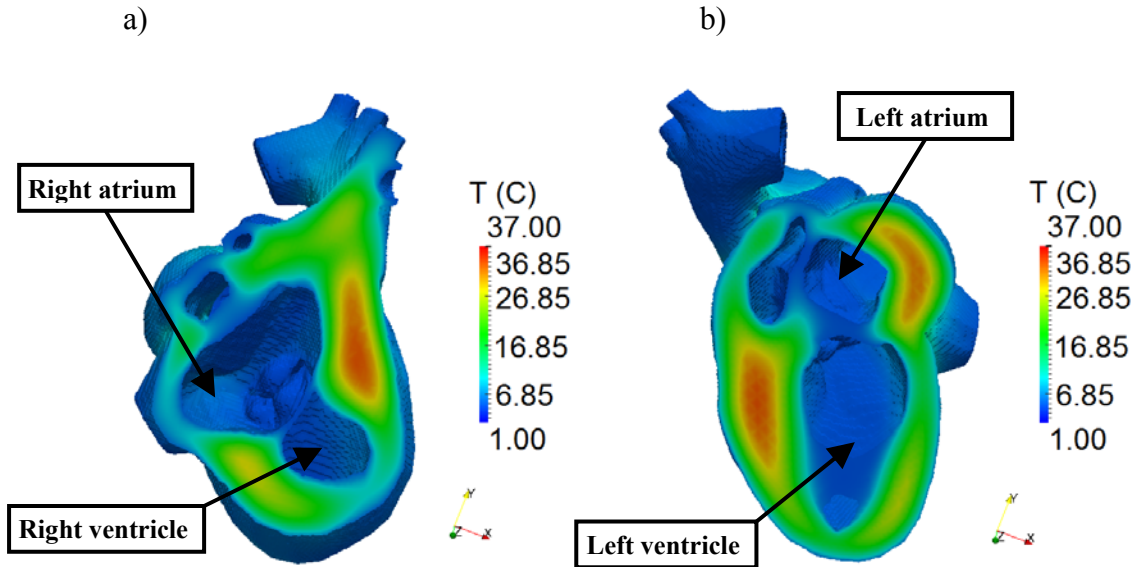 a)
b)
Left atrium
Right atrium
T (C)
37.00
36.85
26.85
16.85
6.85
1.00
T (C)
37.00
36.85
26.85
16.85
6.85
1.00
Right ventricle
Left ventricle
Y
Z
X
Y
Z
X